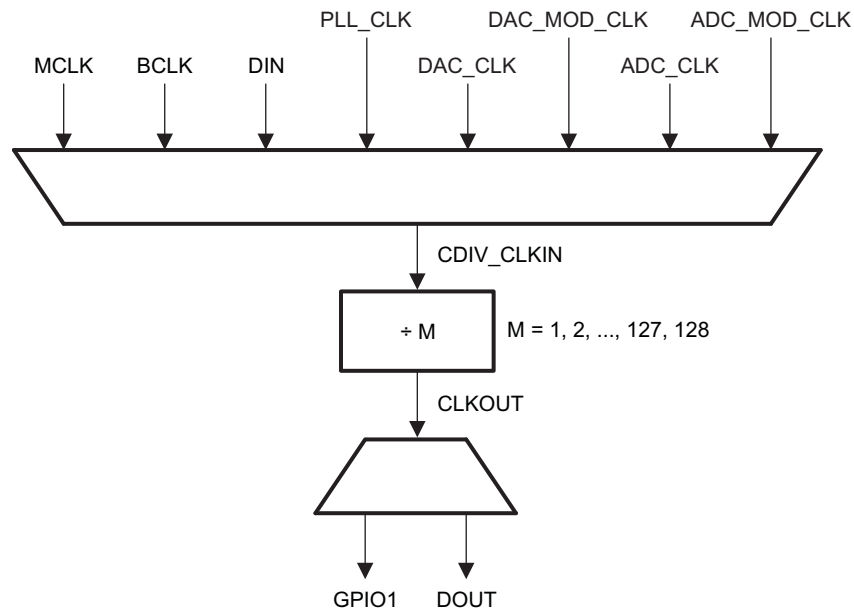 PLL_CLK DAC_MOD_CLK ADC_MOD_CLK
MCLK BCLK DIN DAC_CLK ADC_CLK
CDIV_CLKIN
÷ M M = 1, 2, ..., 127, 128
CLKOUT
GPIO1 DOUT